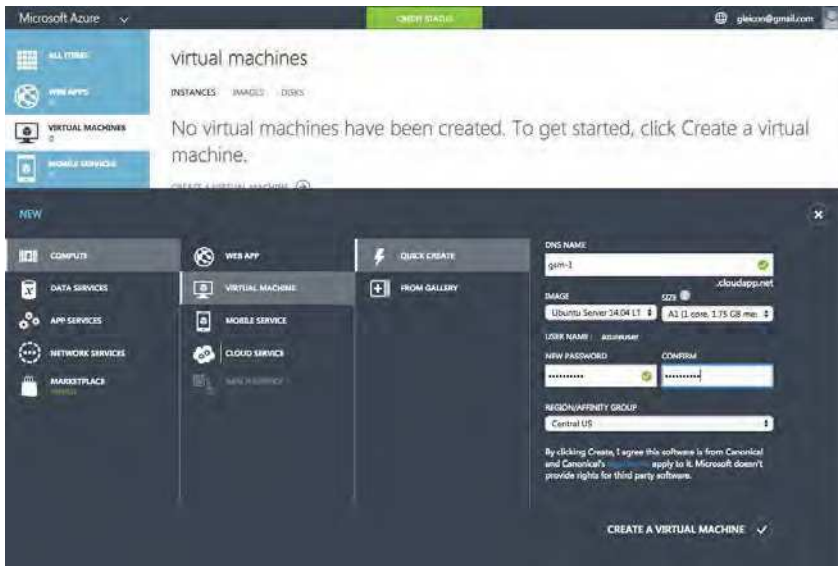 Microsoft Azure
CREDIT STATUS
gleicon@gmail.com
ALL ITEMS
WEB APPS
0
VIRTUAL MACHINES
0
MOBILE SERVICES
virtual machines
INSTANCES IMAGES DISKS
No virtual machines have been created. To get started, click Create a virtual
machine.
CREATE A VIRTUAL MACHINE
NEW
COMPUTE
DATA SERVICES
APP SERVICES
NETWORK SERVICES
MARKETPLACE
WEB APP
VIRTUAL MACHINE
MOBILE SERVICE
CLOUD SERVICE
QUICK CREATE
FROM GALLERY
DNS NAME
gsm-1
.cloudapp.net
IMAGE SIZE
Ubuntu Server 14.04 LT A1 (1 core, 1.75 GB me
USER NAME : azureuser
NEW PASSWORD CONFIRM
REGION/AFFINITY GROUP
Central US
By clicking Create, I agree this software is from Canonical
and Canonical's apply to it. Microsoft doesn't
provide rights for third party software.
CREATE A VIRTUAL MACHINE